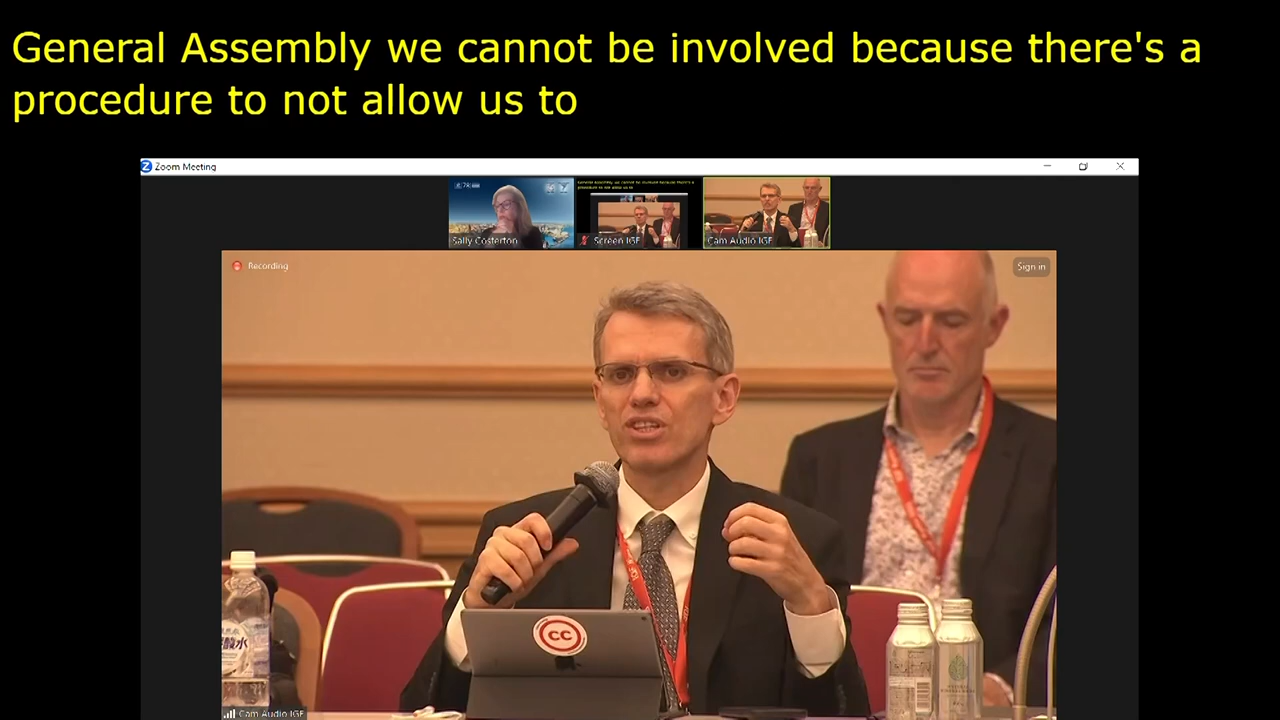 General Assembly we cannot be involved because there's a
procedure to not allow us to
Zoom Meeting
Sally Costerton
Screen IGF
Cam Audio IGF
Recording
Sign in
cc
Cam Audio IGF